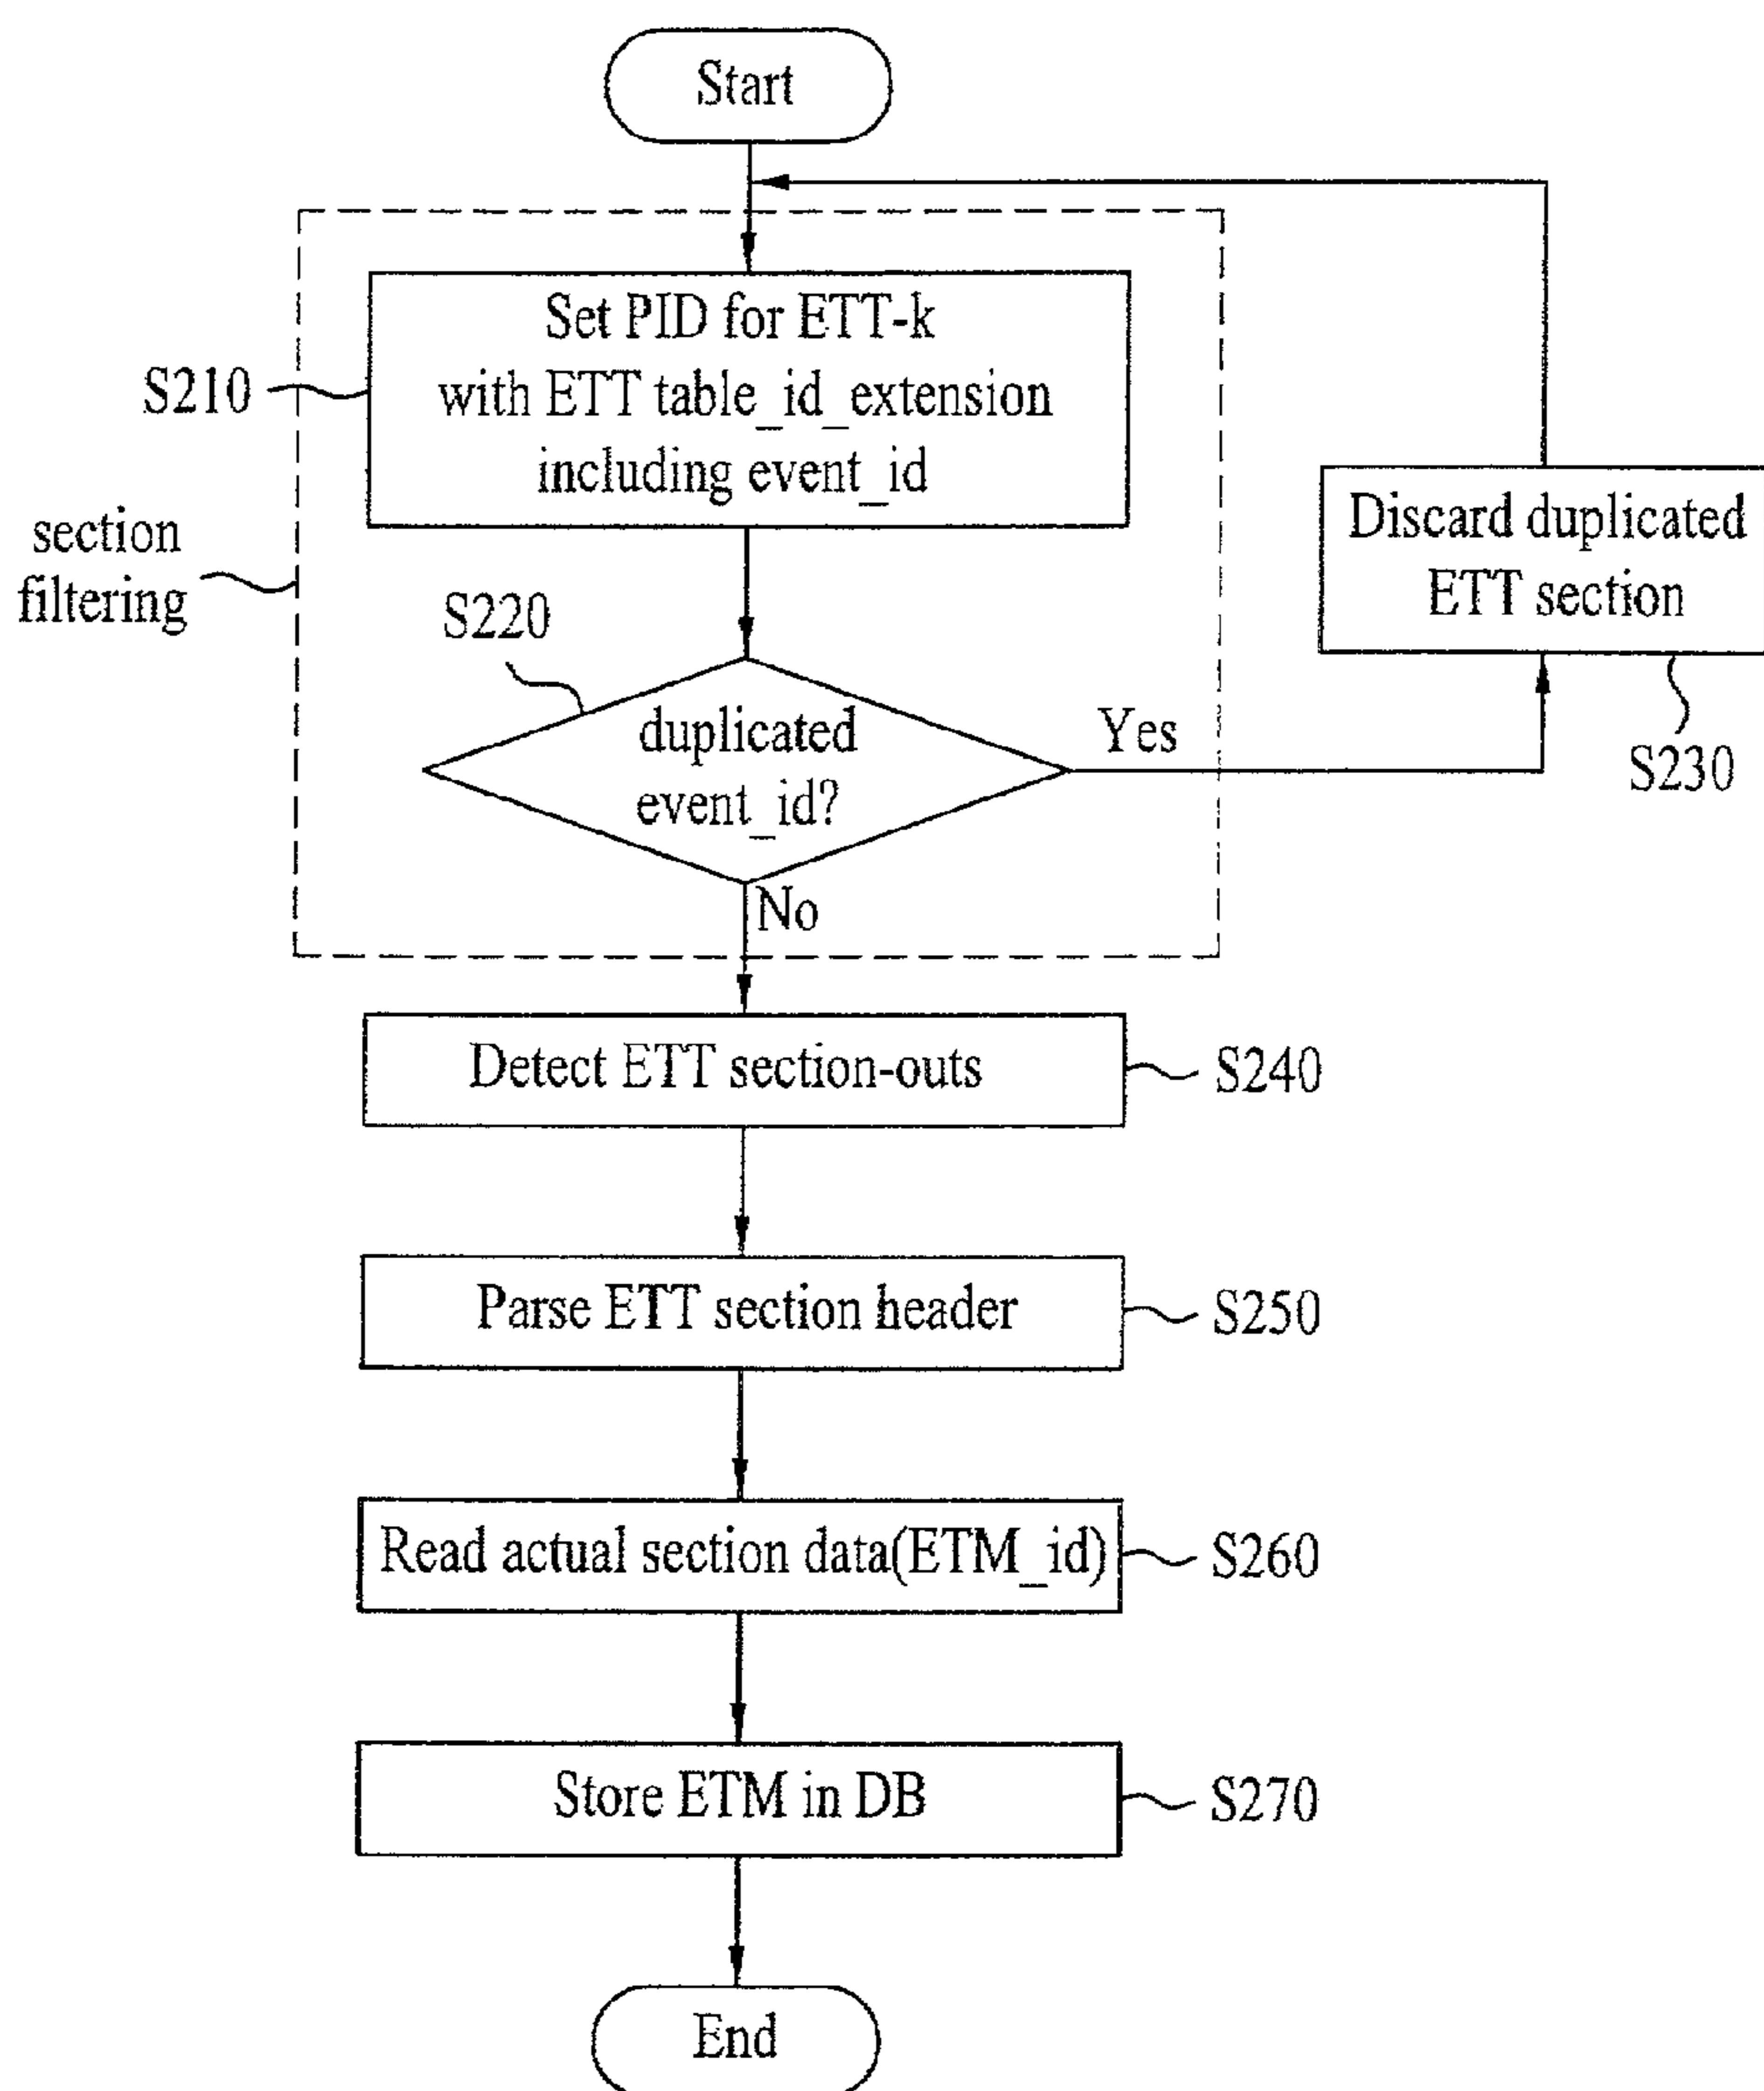 Start
Set PID for ETT-k
with ETT table_id_extension
including event_id
S210
section
filtering
Discard duplicated
ETT section
S230
S220
duplicated
event_id?
Yes
No
Detect ETT section-outs
S240
Parse ETT section header
S250
Read actual section data(ETM_id)
S260
Store ETM in DB
S270
End